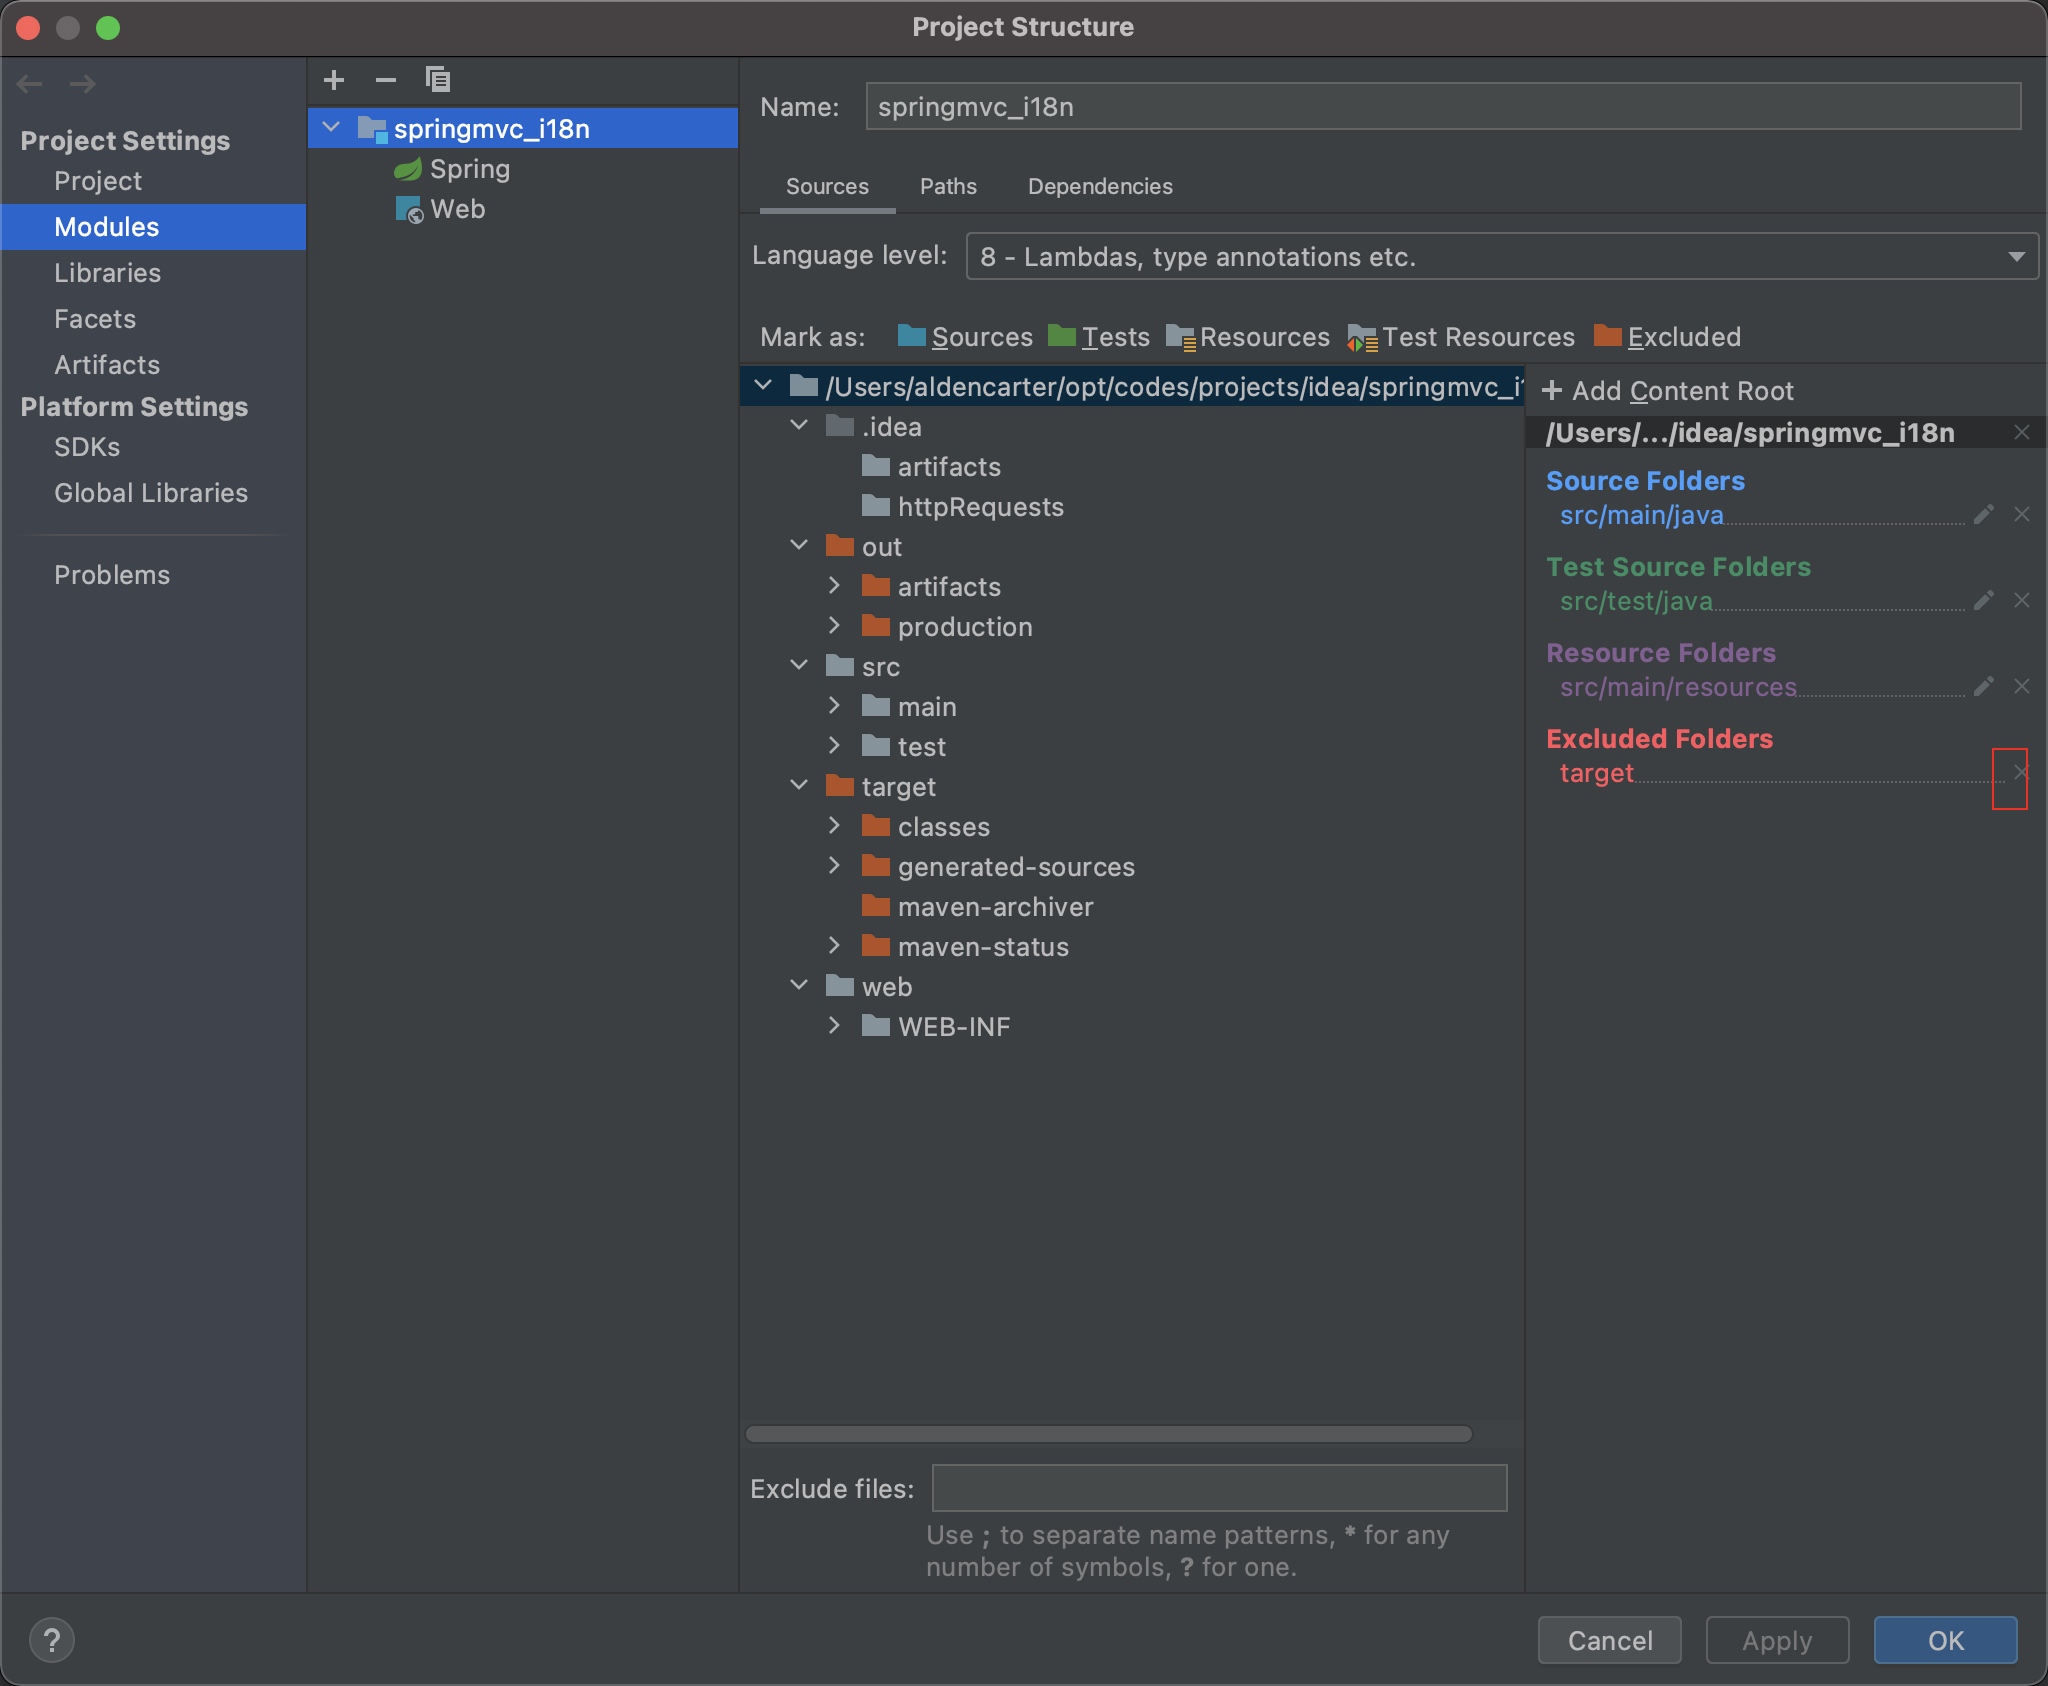 Project Structure
Project Settings
Project
Modules
Libraries
Facets
Artifacts
Platform Settings
SDKs
Global Libraries
Problems
springmvc_i18n
Spring
Web
Name: springmvc_i18n
Sources Paths Dependencies
Language level: 8 - Lambdas, type annotations etc.
Mark as: Sources Tests Resources Test Resources Excluded
/Users/aldencarter/opt/codes/projects/idea/springmvc_i1
.idea
artifacts
httpRequests
out
artifacts
production
src
main
test
target
classes
generated-sources
maven-archiver
maven-status
web
WEB-INF
+ Add Content Root
/Users/.../idea/springmvc_i18n
Source Folders
src/main/java
Test Source Folders
src/test/java
Resource Folders
src/main/resources
Excluded Folders
target
Exclude files:
Use ; to separate name patterns, * for any
number of symbols, ? for one.
?
Cancel Apply OK